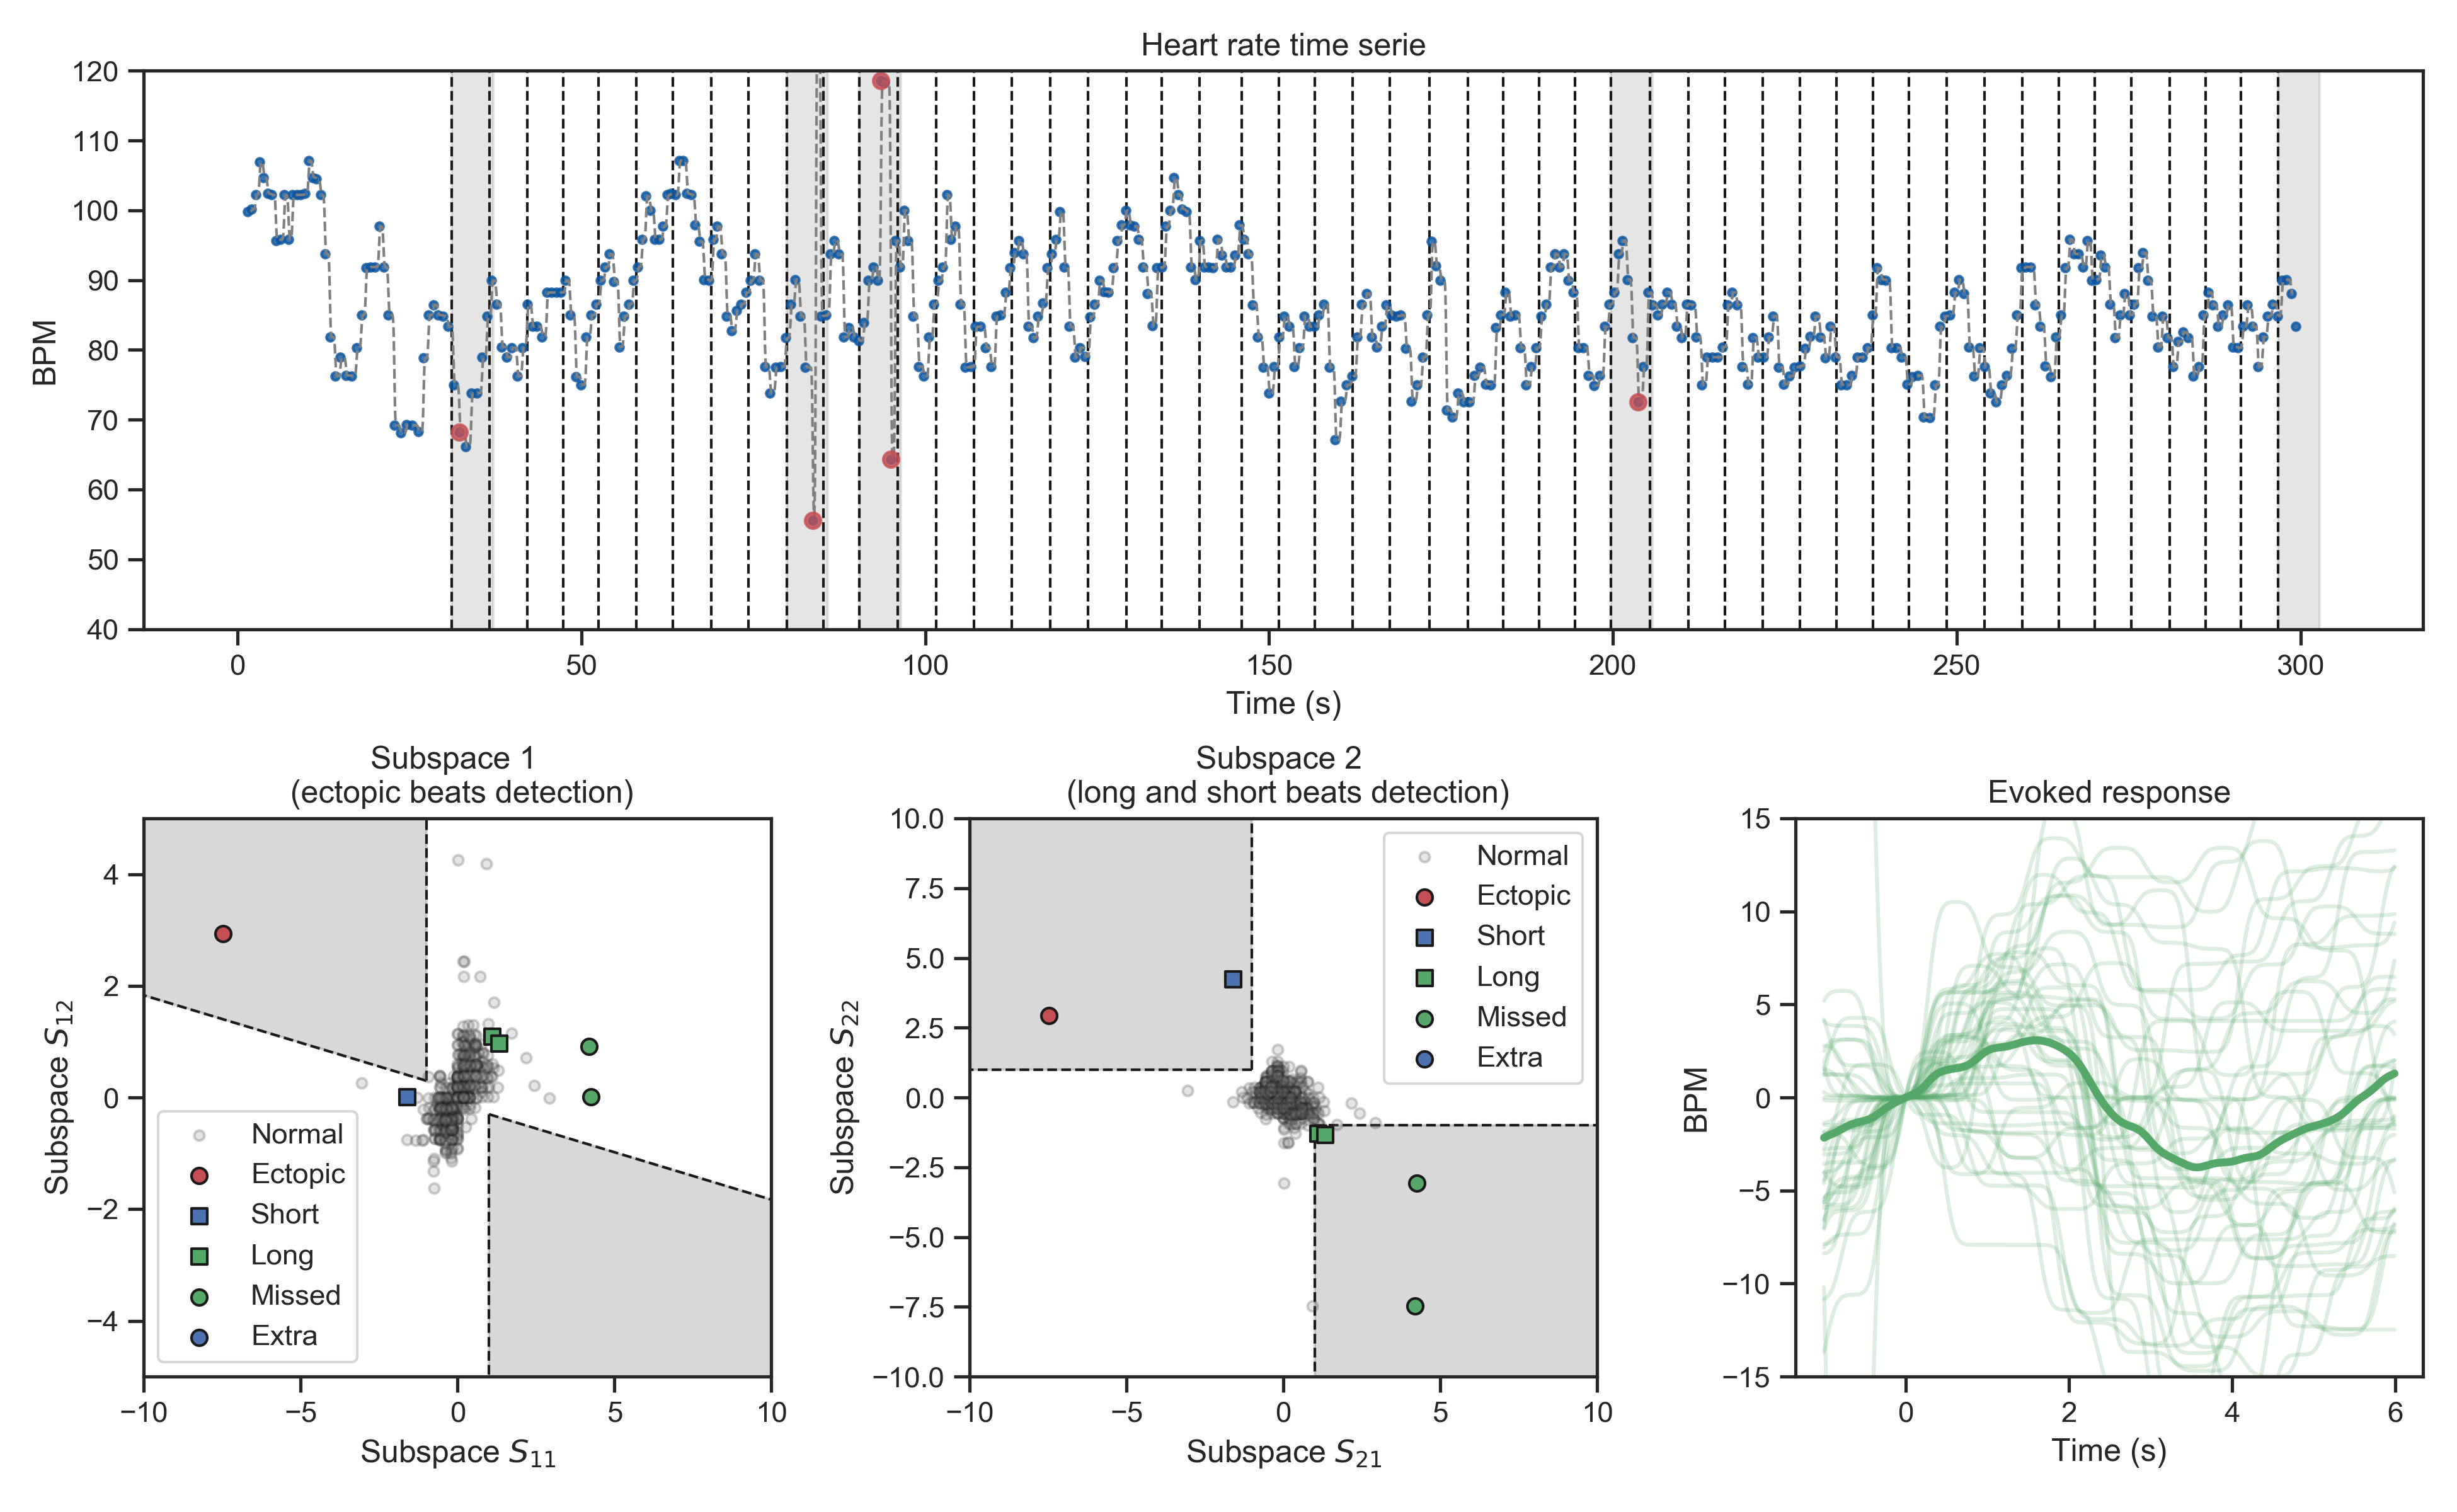 Heart rate time serie
120
110
100
90
80
70
60
50
40
BPM
0
50
100
150
200
250
300
Time (s)
Subspace 1
(ectopic beats detection)
4
2
0
−2
−4
Subspace S12
Normal
Ectopic
Short
Long
Missed
Extra
−10
−5
0
5
10
Subspace S11
Subspace 2
(long and short beats detection)
10.0
7.5
5.0
2.5
0.0
−2.5
−5.0
−7.5
−10.0
Subspace S22
Normal
Ectopic
Short
Long
Missed
Extra
−10
−5
0
5
10
Subspace S21
Evoked response
15
10
5
0
−5
−10
−15
BPM
0
2
4
6
Time (s)